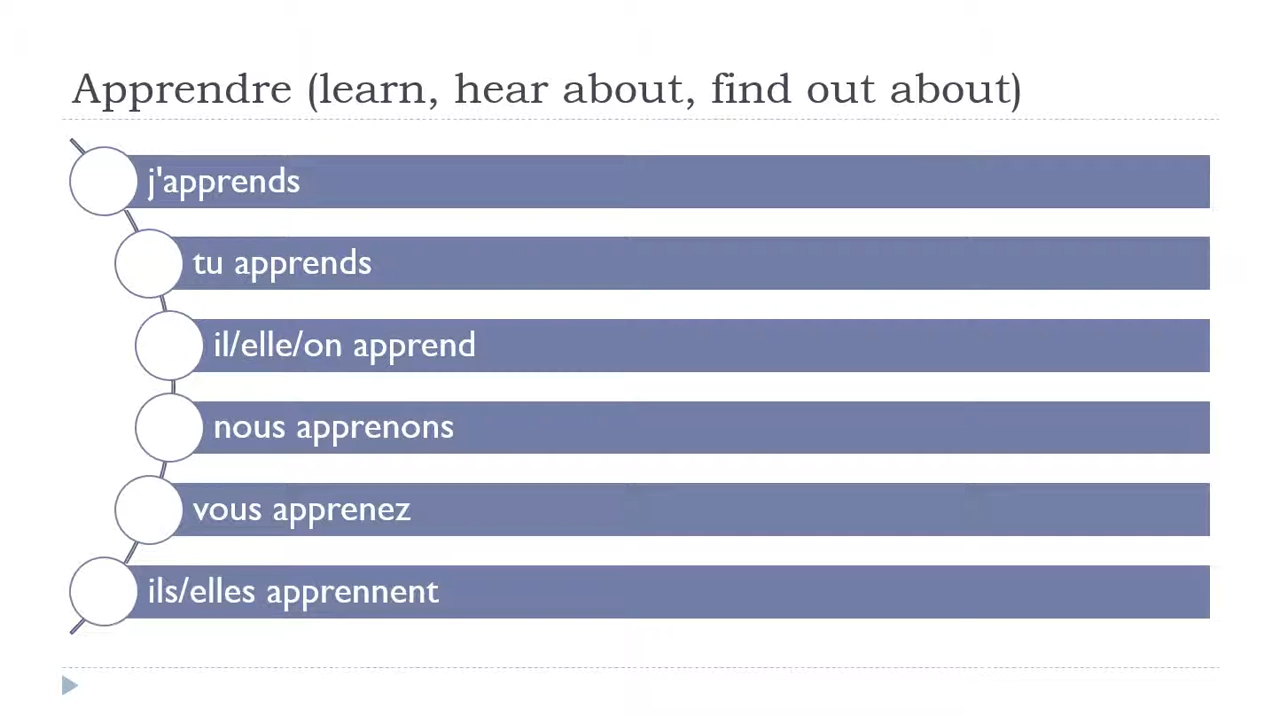 Apprendre (learn, hear about, find out about)
j'apprends
tu apprends
il/elle/on apprend
nous apprenons
vous apprenez
ils/elles apprennent